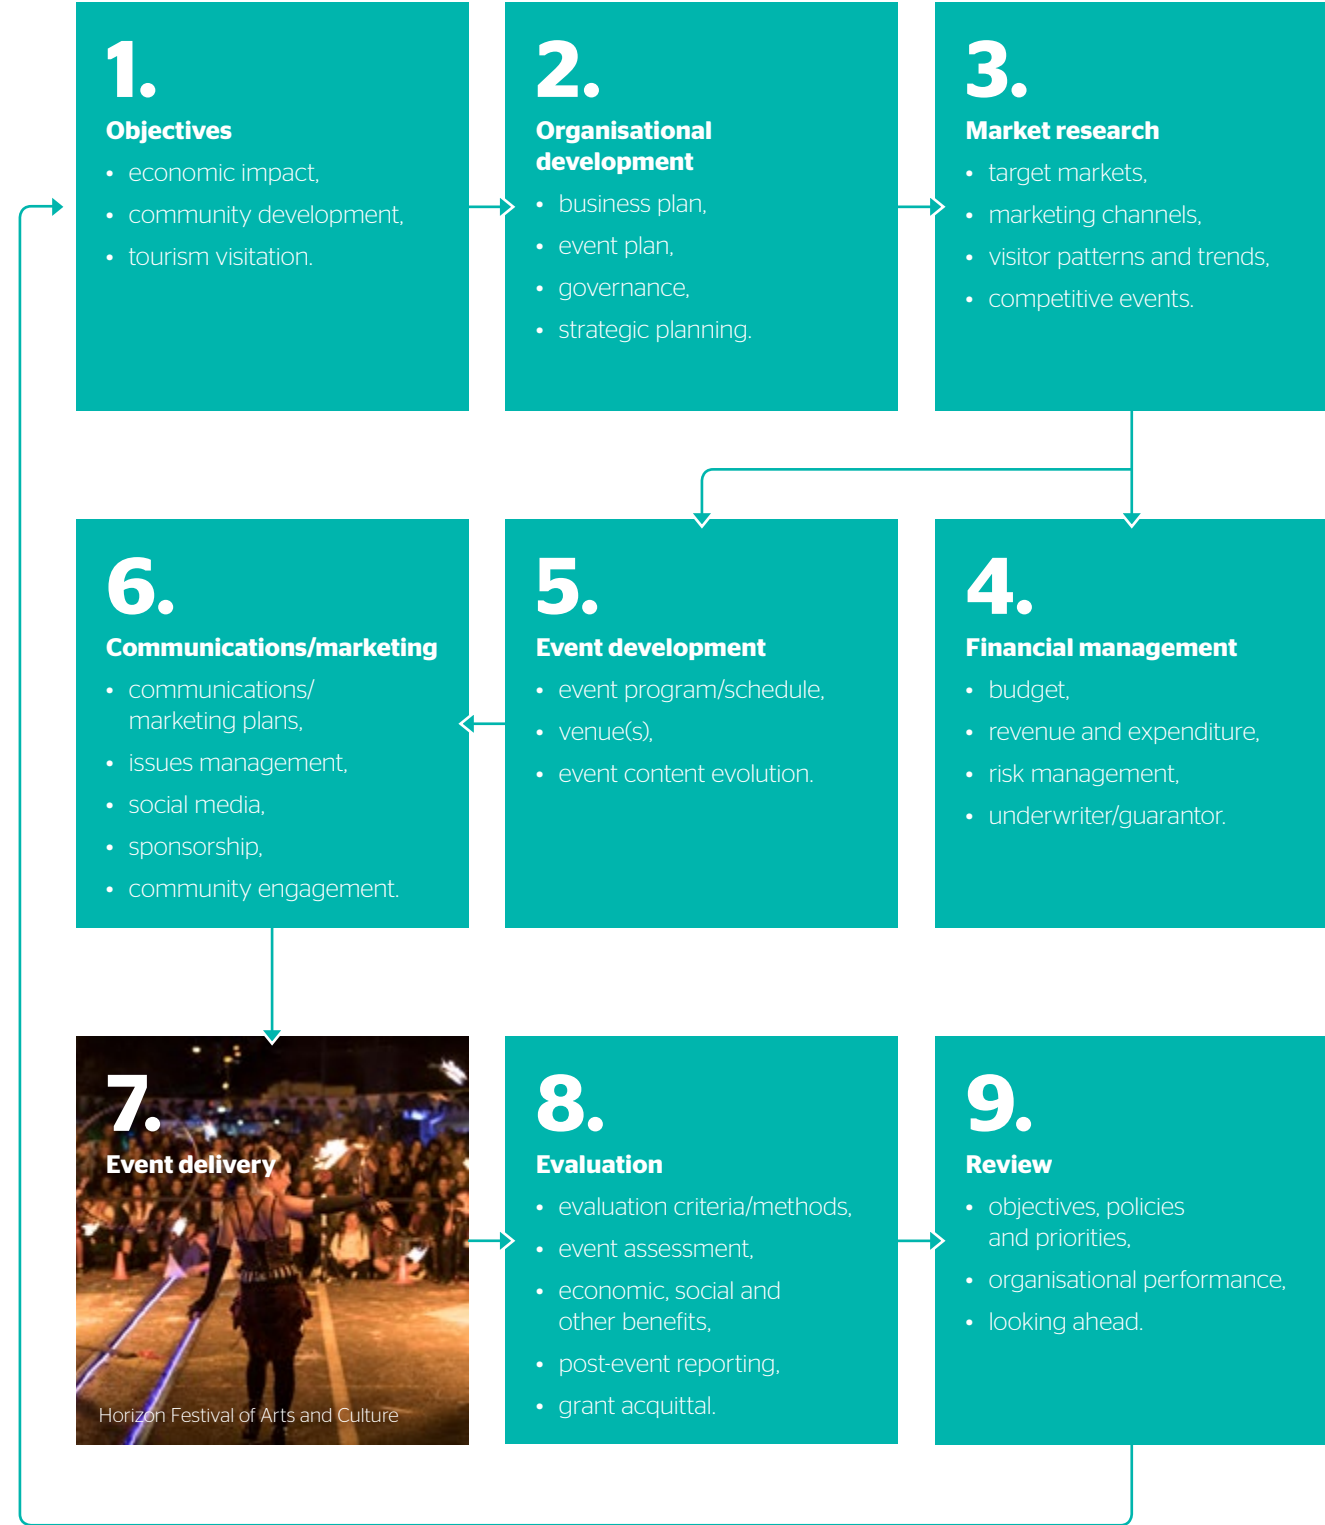 1.
Objectives
• economic impact,
• community development,
• tourism visitation.
2.
Organisational
development
• business plan,
• event plan,
• governance,
• strategic planning.
3.
Market research
• target markets,
• marketing channels,
• visitor patterns and trends,
• competitive events.
6.
Communications/marketing
• communications/
marketing plans,
• issues management,
• social media,
• sponsorship,
• community engagement.
5.
Event development
• event program/schedule,
• venue(s),
• event content evolution.
4.
Financial management
• budget,
• revenue and expenditure,
• risk management,
• underwriter/guarantor.
7.
Event delivery
Horizon Festival of Arts and Culture
8.
Evaluation
• evaluation criteria/methods,
• event assessment,
• economic, social and
other benefits,
• post-event reporting,
• grant acquittal.
9.
Review
• objectives, policies
and priorities,
• organisational performance,
• looking ahead.